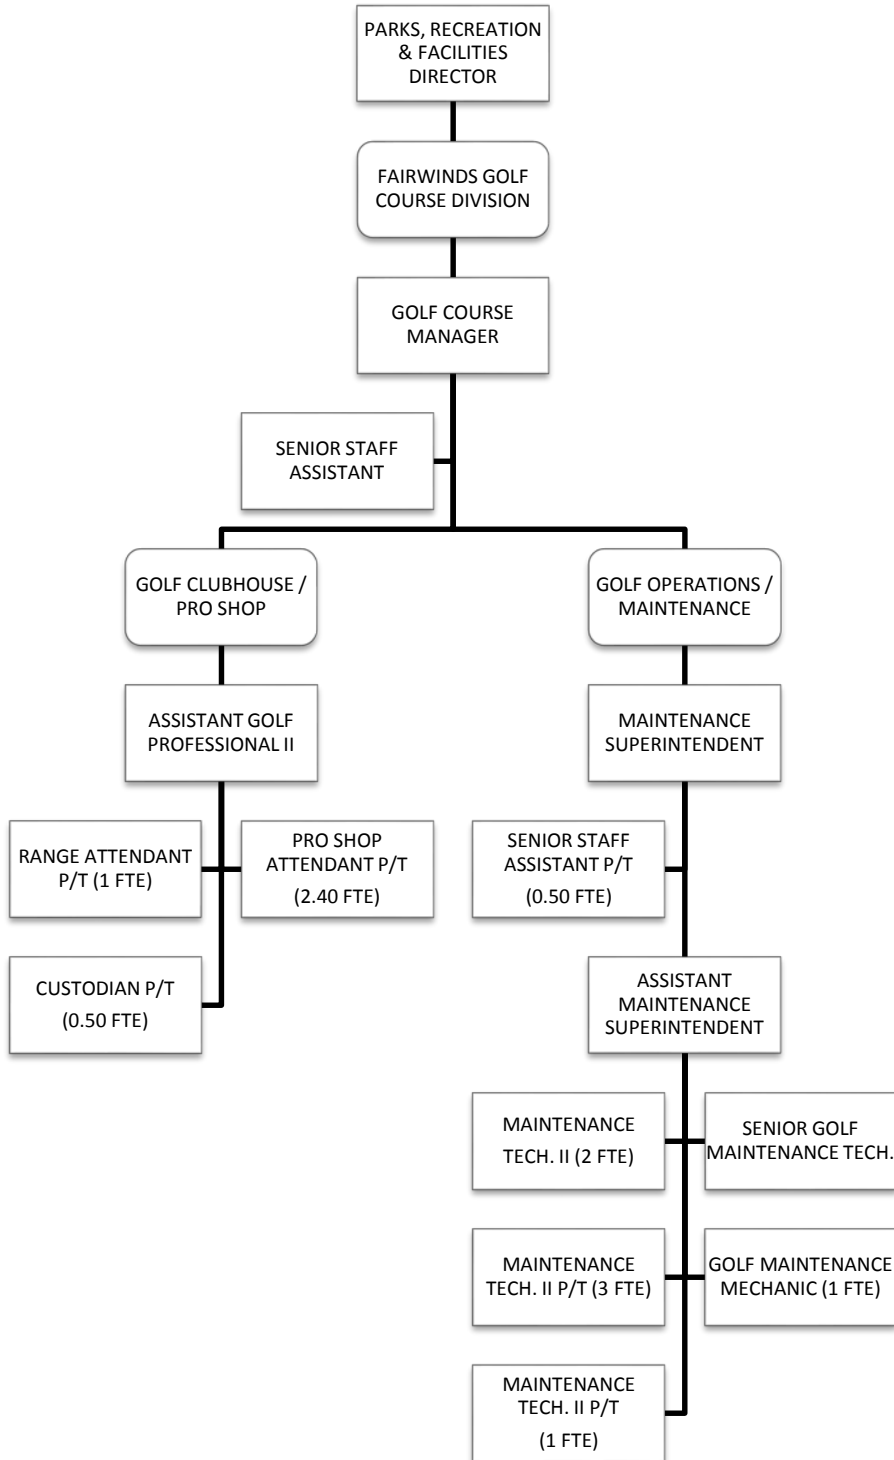 PARKS, RECREATION
& FACILITIES
DIRECTOR
FAIRWINDS GOLF
COURSE DIVISION
GOLF COURSE
MANAGER
SENIOR STAFF
ASSISTANT
GOLF CLUBHOUSE /
PRO SHOP
GOLF OPERATIONS /
MAINTENANCE
ASSISTANT GOLF
PROFESSIONAL II
MAINTENANCE
SUPERINTENDENT
RANGE ATTENDANT
P/T (1 FTE)
PRO SHOP
ATTENDANT P/T
(2.40 FTE)
SENIOR STAFF
ASSISTANT P/T
(0.50 FTE)
CUSTODIAN P/T
(0.50 FTE)
ASSISTANT
MAINTENANCE
SUPERINTENDENT
MAINTENANCE
TECH. II (2 FTE)
SENIOR GOLF
MAINTENANCE TECH.
MAINTENANCE
TECH. II P/T (3 FTE)
GOLF MAINTENANCE
MECHANIC (1 FTE)
MAINTENANCE
TECH. II P/T
(1 FTE)